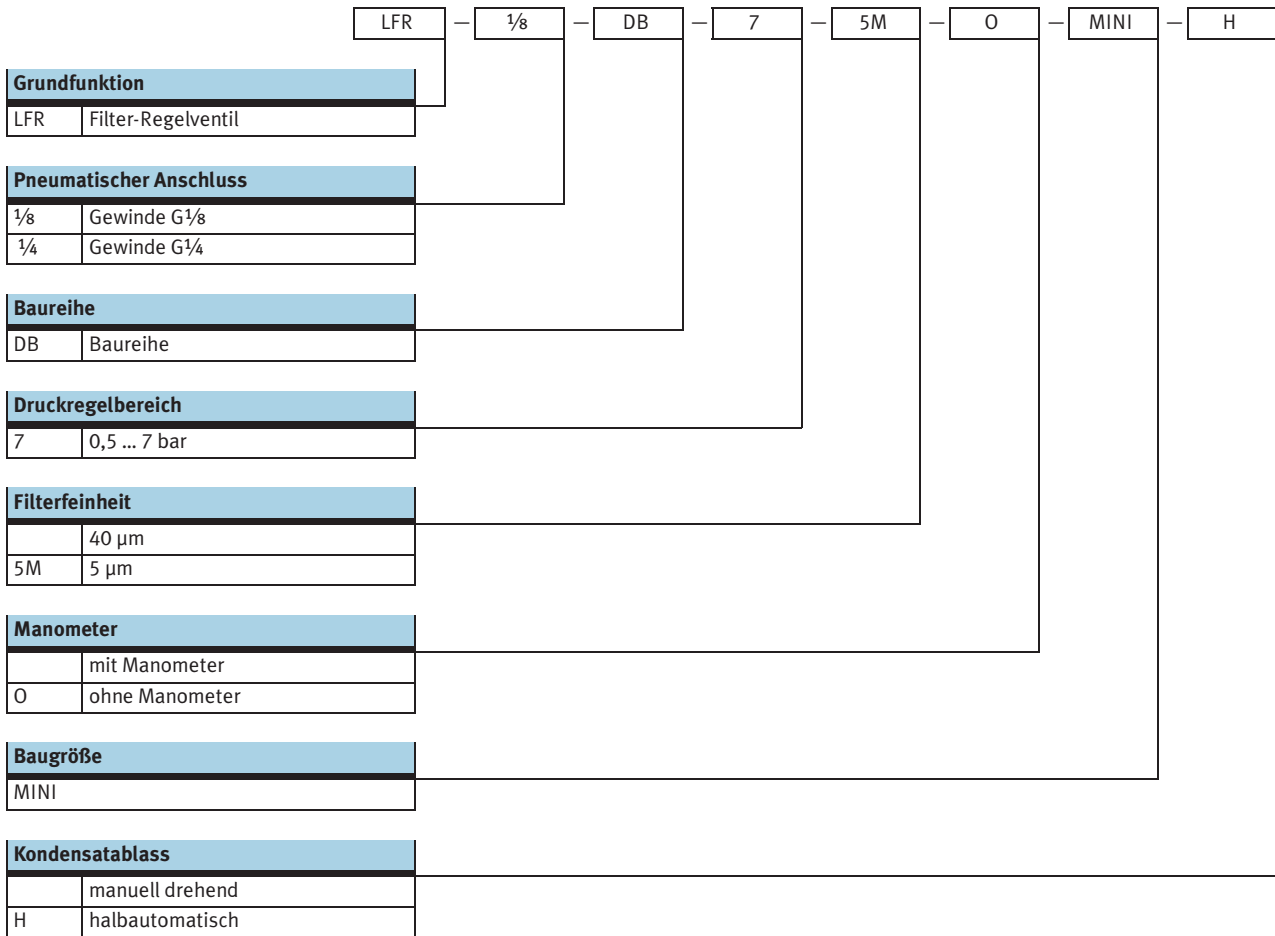 LFR — ⅛ — DB — 7 — 5M — O — MINI — H
Grundfunktion
LFR Filter-Regelventil
Pneumatischer Anschluss
⅛ Gewinde G⅛
¼ Gewinde G¼
Baureihe
DB Baureihe
Druckregelbereich
7 0,5 … 7 bar
Filterfeinheit
40 µm
5M 5 µm
Manometer
mit Manometer
O ohne Manometer
Baugröße
MINI
Kondensatablass
manuell drehend
H halbautomatisch